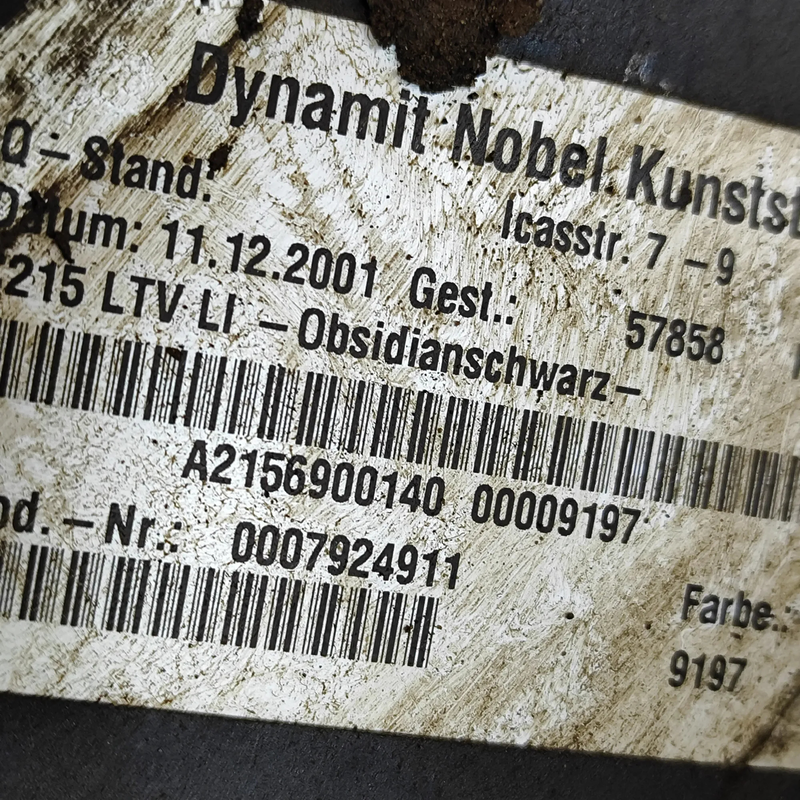 Dynamit Nobel Kunstst
Q – Stand:
Icasstr. 7 – 9
Datum: 11.12.2001 Gest.: 57858
215 LTV LI – Obsidianschwarz –
A2156900140 00009197
od. – Nr.: 0007924911
Farbe.:
9197